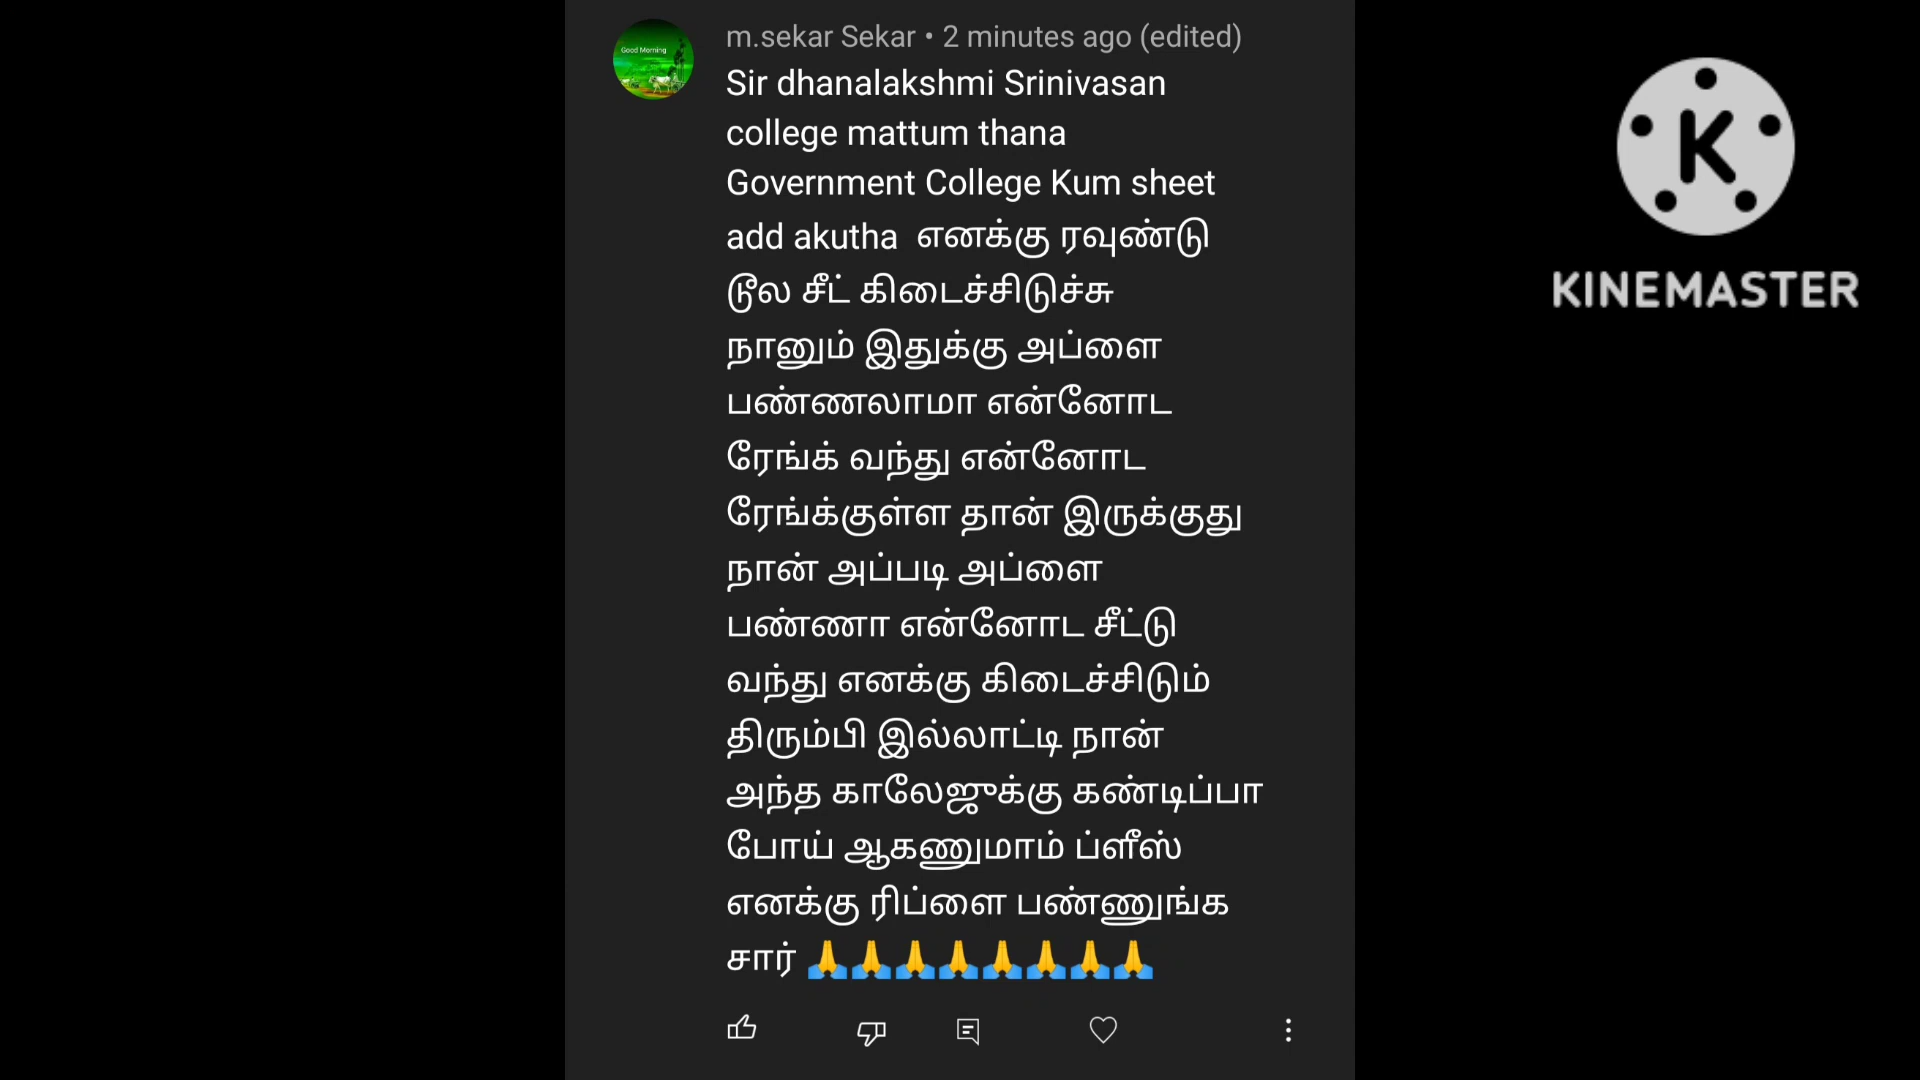 m.sekar Sekar • 2 minutes ago (edited)
Good Morning
Sir dhanalakshmi Srinivasan
college mattum thana
Government College Kum sheet
add akutha எனக்கு ரவுண்டு
டூல சீட் கிடைச்சிடுச்சு
நானும் இதுக்கு அப்ளை
பண்ணலாமா என்னோட
ரேங்க் வந்து என்னோட
ரேங்க்குள்ள தான் இருக்குது
நான் அப்படி அப்ளை
பண்ணா என்னோட சீட்டு
வந்து எனக்கு கிடைச்சிடும்
திரும்பி இல்லாட்டி நான்
அந்த காலேஜுக்கு கண்டிப்பா
போய் ஆகணுமாம் ப்ளீஸ்
எனக்கு ரிப்ளை பண்ணுங்க
சார் 🙏🙏🙏🙏🙏🙏🙏🙏
K
KINEMASTER